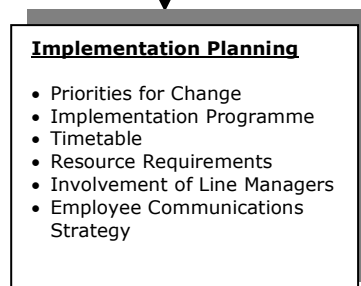 Implementation Planning
• Priorities for Change
• Implementation Programme
• Timetable
• Resource Requirements
• Involvement of Line Managers
• Employee Communications
Strategy